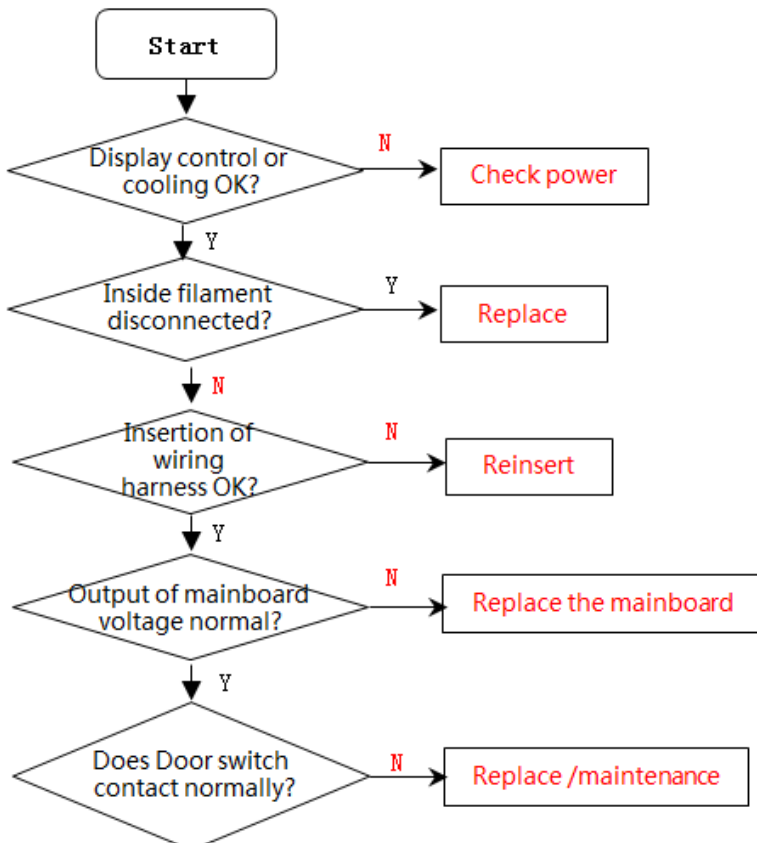 Start
Display control or
cooling OK?
N
Check power
Y
Inside filament
disconnected?
Y
Replace
N
Insertion of
wiring
harness OK?
N
Reinsert
Y
Output of mainboard
voltage normal?
N
Replace the mainboard
Y
Does Door switch
contact normally?
N
Replace /maintenance